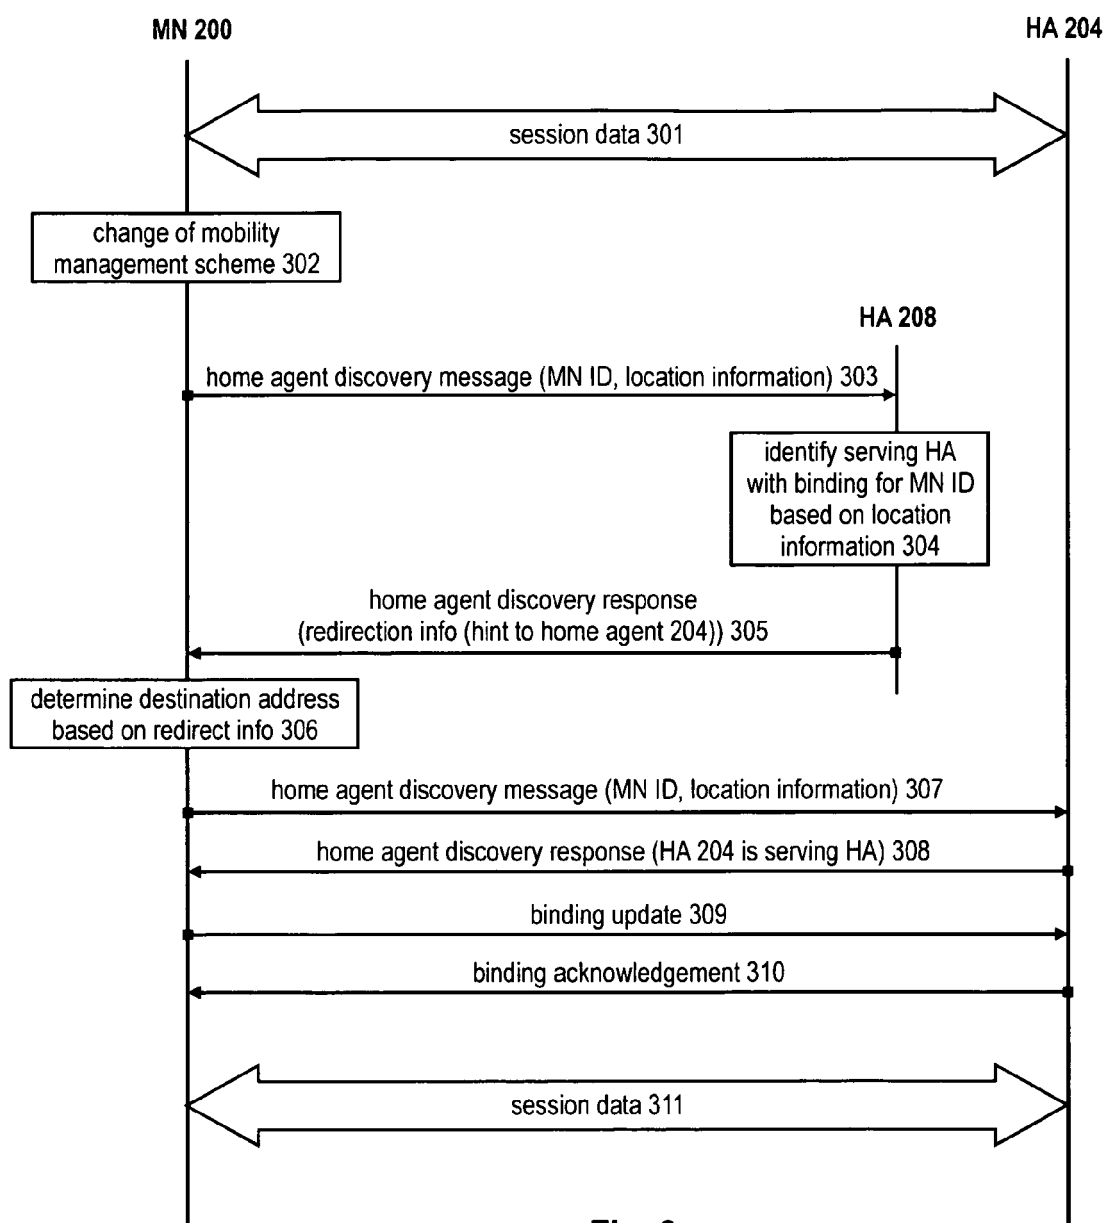 MN 200
HA 204
session data 301
change of mobility
management scheme 302
HA 208
home agent discovery message (MN ID, location information) 303
identify serving HA
with binding for MN ID
based on location
information 304
home agent discovery response
(redirection info (hint to home agent 204)) 305
determine destination address
based on redirect info 306
home agent discovery message (MN ID, location information) 307
home agent discovery response (HA 204 is serving HA) 308
binding update 309
binding acknowledgement 310
session data 311